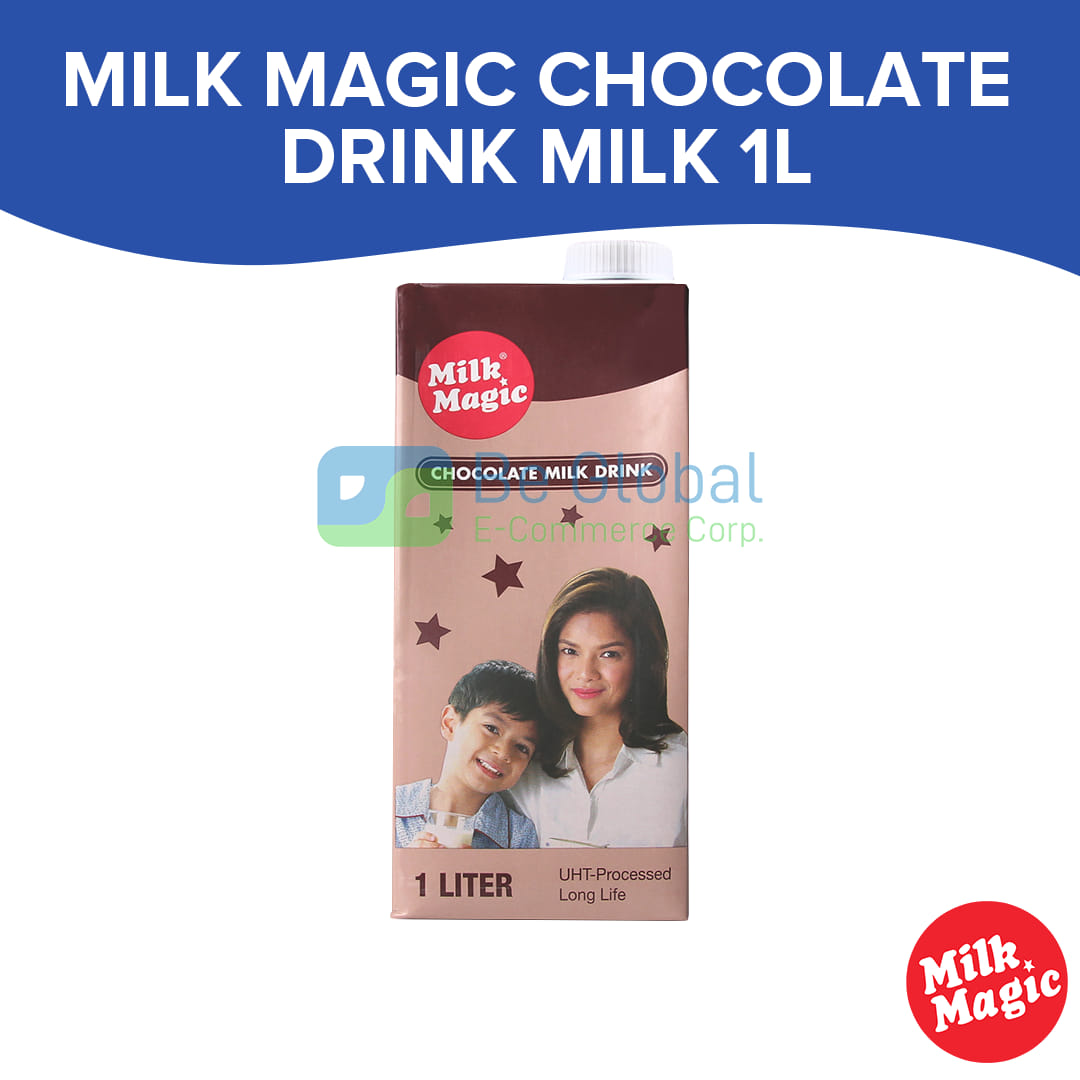 MILK MAGIC CHOCOLATE
DRINK MILK 1L
Milk®
Magic
CHOCOLATE MILK DRINK
Be Global
E-Commerce Corp.
1 LITER
UHT-Processed
Long Life
Milk
Magic